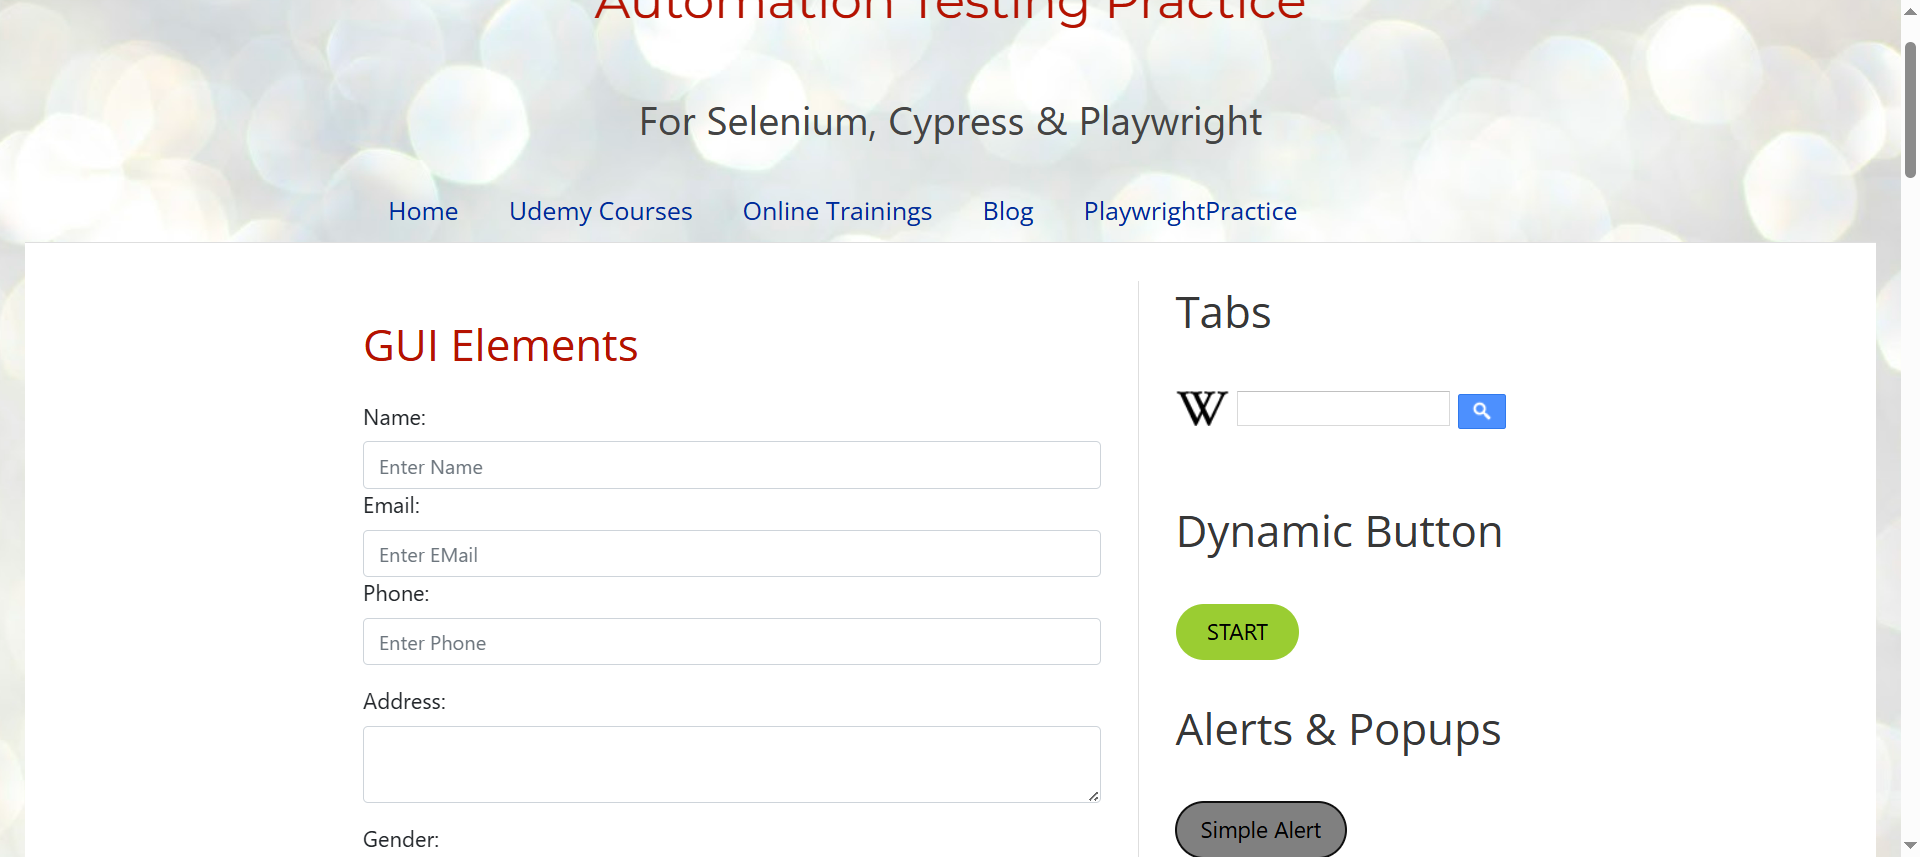 Automation Testing Practice
For Selenium, Cypress & Playwright
Home Udemy Courses Online Trainings Blog PlaywrightPractice
GUI Elements
Name:
Enter Name
Email:
Enter EMail
Phone:
Enter Phone
Address:
Gender:
Tabs
W
Dynamic Button
START
Alerts & Popups
Simple Alert